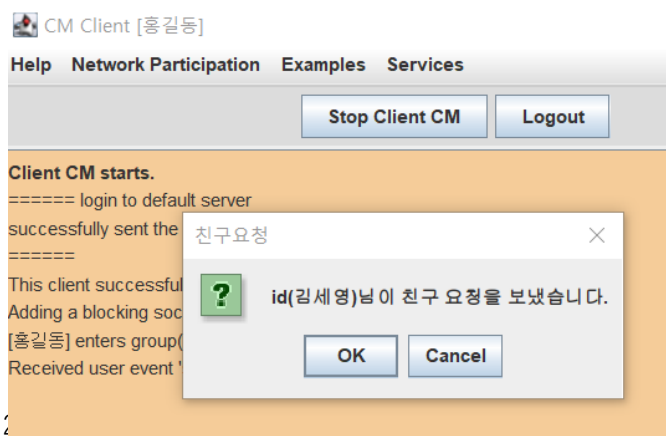 CM Client [홍길동]
Help Network Participation Examples Services
Stop Client CM Logout
Client CM starts.
====== login to default server
successfully sent the
======
This client successful
Adding a blocking soc
[홍길동] enters group(
Received user event '
친구요청
id(김세영)님이 친구 요청을 보냈습니다.
OK Cancel